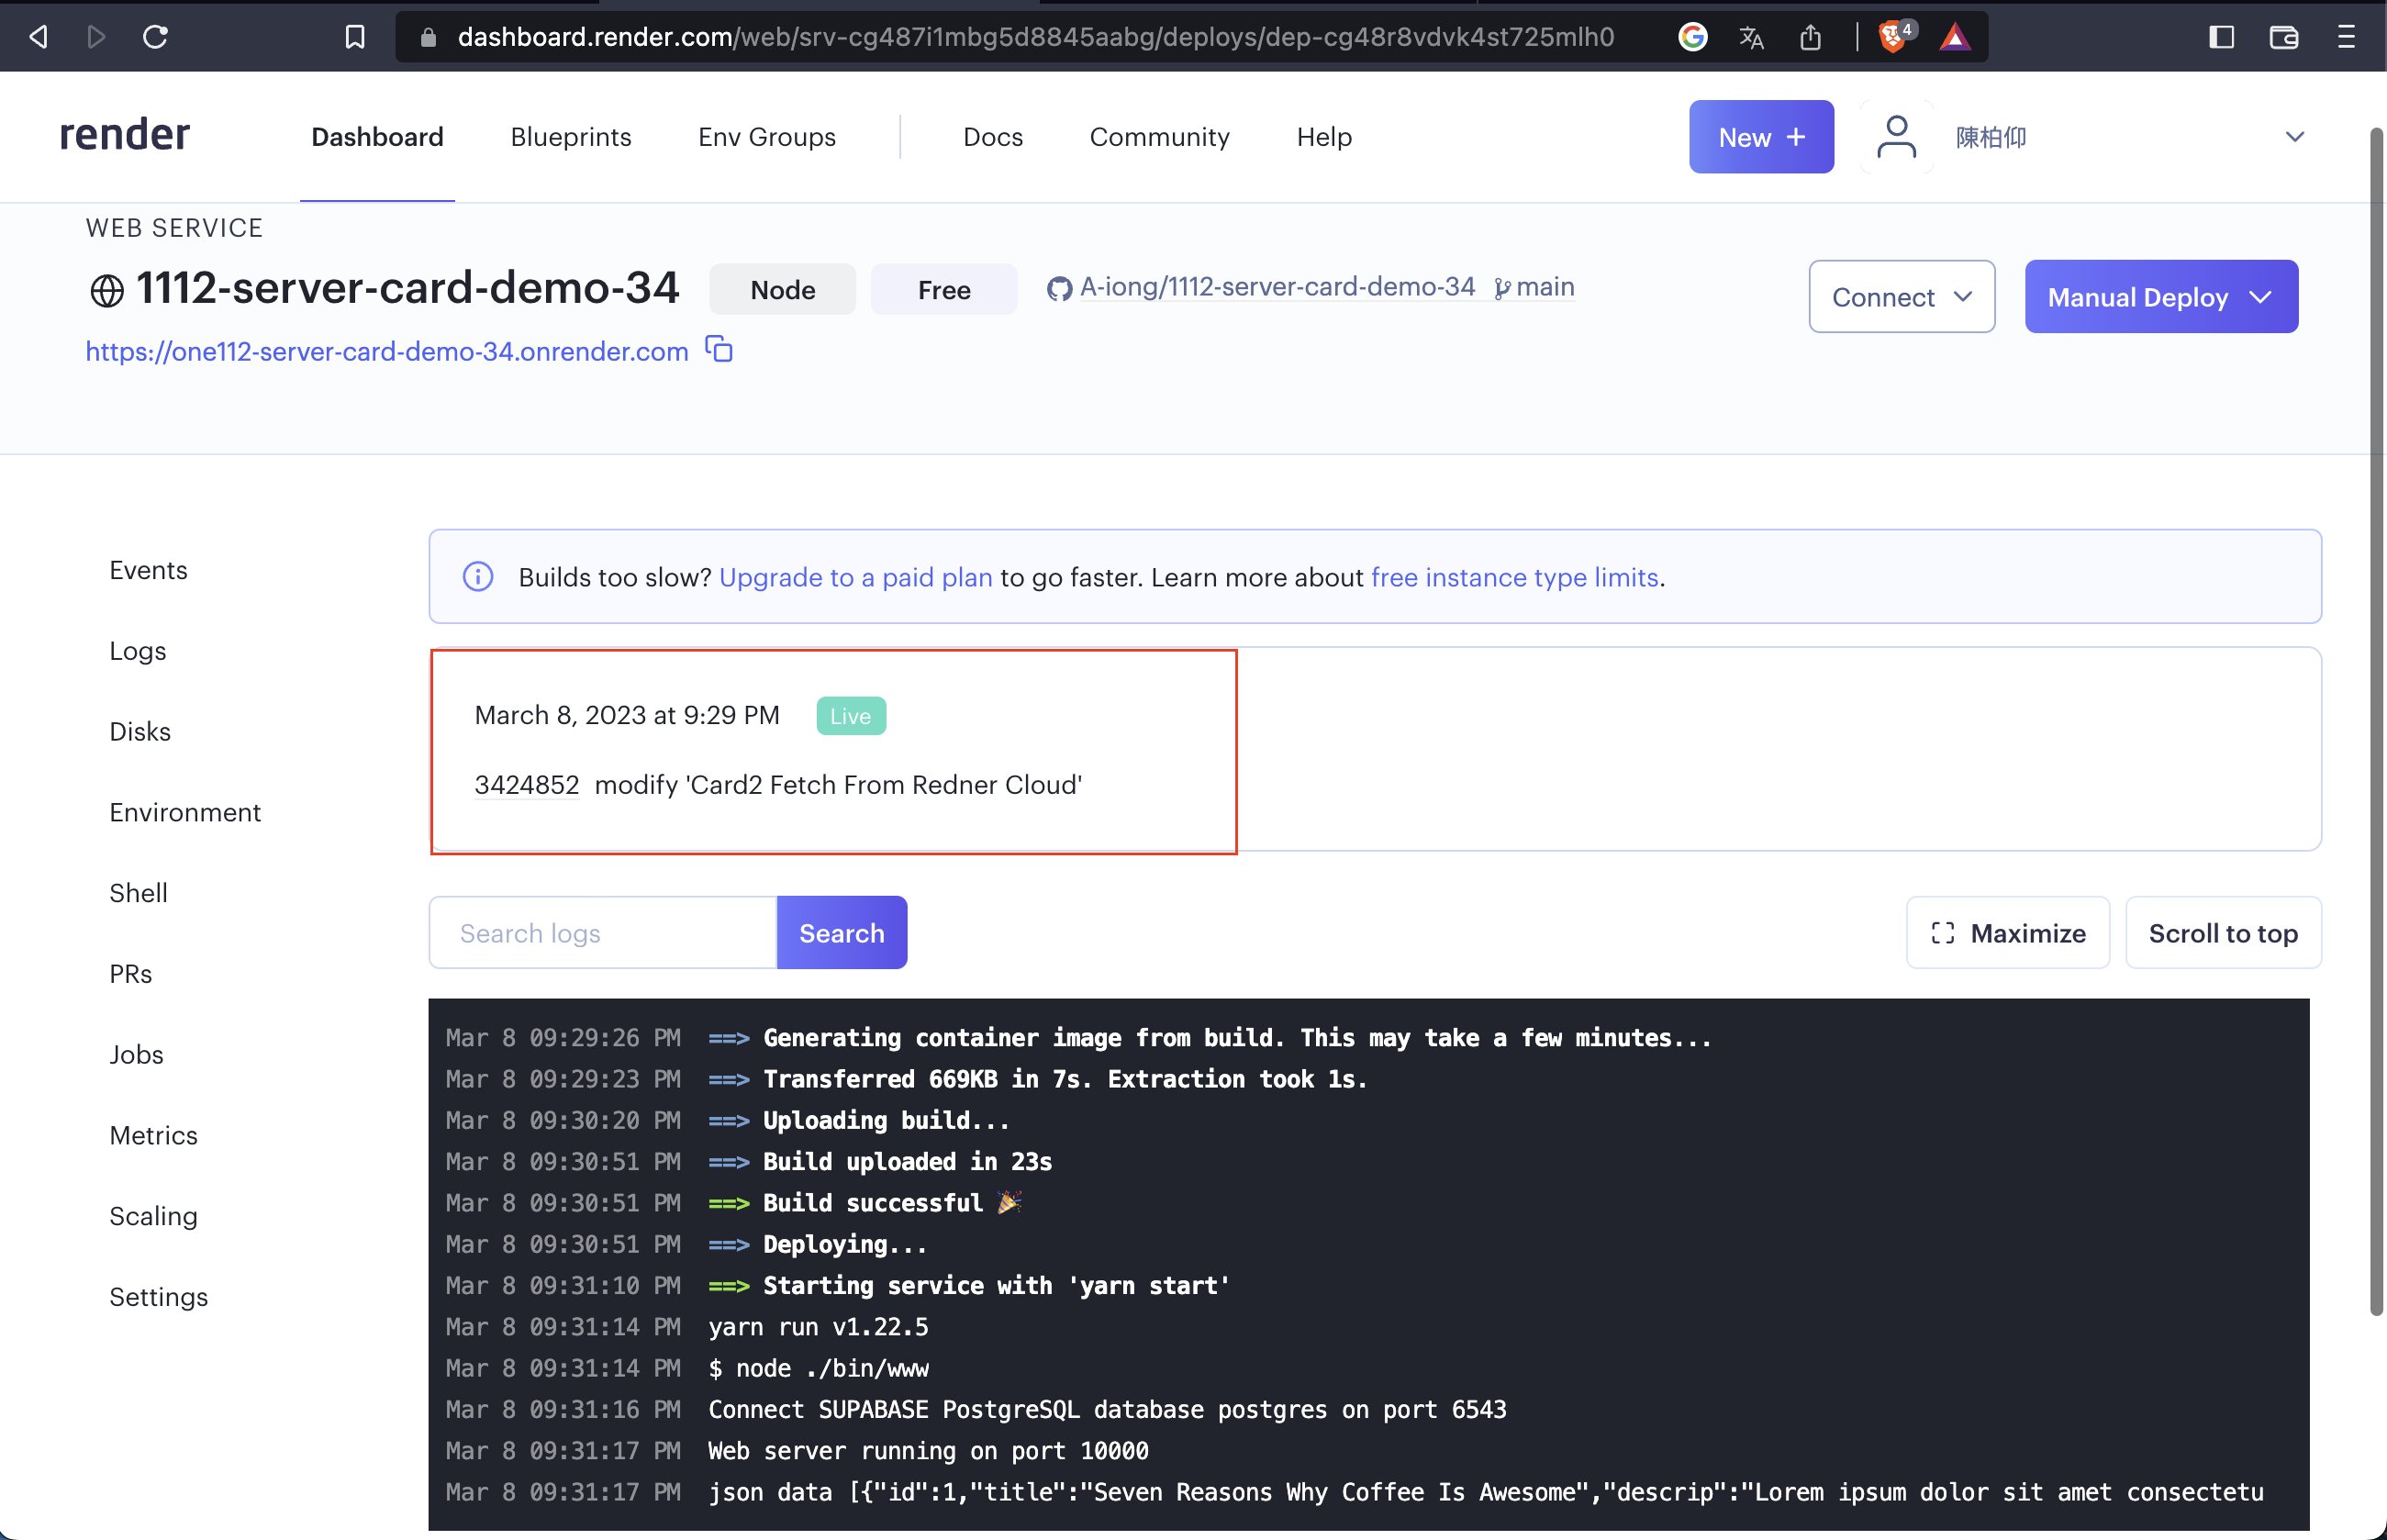 dashboard.render.com/web/srv-cg487i1mbg5d8845aabg/deploys/dep-cg48r8vdvk4st725mlh0
4
render Dashboard Blueprints Env Groups Docs Community Help New + 陳柏仰
WEB SERVICE
1112-server-card-demo-34 Node Free A-iong/1112-server-card-demo-34 main
Connect Manual Deploy
https://one112-server-card-demo-34.onrender.com
Events
Logs
Disks
Environment
Shell
PRs
Jobs
Metrics
Scaling
Settings
Builds too slow? Upgrade to a paid plan to go faster. Learn more about free instance type limits.
March 8, 2023 at 9:29 PM Live
3424852 modify 'Card2 Fetch From Redner Cloud'
Search logs Search Maximize Scroll to top
Mar 8 09:29:26 PM ==> Generating container image from build. This may take a few minutes...
Mar 8 09:29:23 PM ==> Transferred 669KB in 7s. Extraction took 1s.
Mar 8 09:30:20 PM ==> Uploading build...
Mar 8 09:30:51 PM ==> Build uploaded in 23s
Mar 8 09:30:51 PM ==> Build successful 🎉
Mar 8 09:30:51 PM ==> Deploying...
Mar 8 09:31:10 PM ==> Starting service with 'yarn start'
Mar 8 09:31:14 PM yarn run v1.22.5
Mar 8 09:31:14 PM $ node ./bin/www
Mar 8 09:31:16 PM Connect SUPABASE PostgreSQL database postgres on port 6543
Mar 8 09:31:17 PM Web server running on port 10000
Mar 8 09:31:17 PM json data [{"id":1,"title":"Seven Reasons Why Coffee Is Awesome","descrip":"Lorem ipsum dolor sit amet consectetu